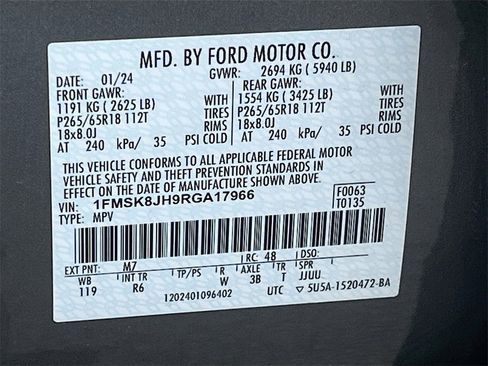 MFD. BY FORD MOTOR CO.
DATE: 01/24 GVWR: 2694 KG ( 5940 LB)
FRONT GAWR: REAR GAWR:
1191 KG ( 2625 LB) WITH 1554 KG ( 3425 LB) WITH
P265/65R18 112T TIRES P265/65R18 112T TIRES
18x8.0J RIMS 18x8.0J RIMS
AT 240 kPa/ 35 PSI COLD AT 240 kPa/ 35 PSI COLD
THIS VEHICLE CONFORMS TO ALL APPLICABLE FEDERAL MOTOR
VEHICLE SAFETY AND THEFT PREVENTION STANDARDS IN
EFFECT ON THE DATE OF MANUFACTURE SHOWN ABOVE.
VIN: 1FMSK8JH9RGA17966 F0063
TYPE: MPV T0135
EXT PNT: M7 RC: 48 DSO:
WB INT TR TP/PS R AXLE TR SPR
119 R6 W 3B T JJUU
1202401096402 UTC 5U5A-1520472-BA